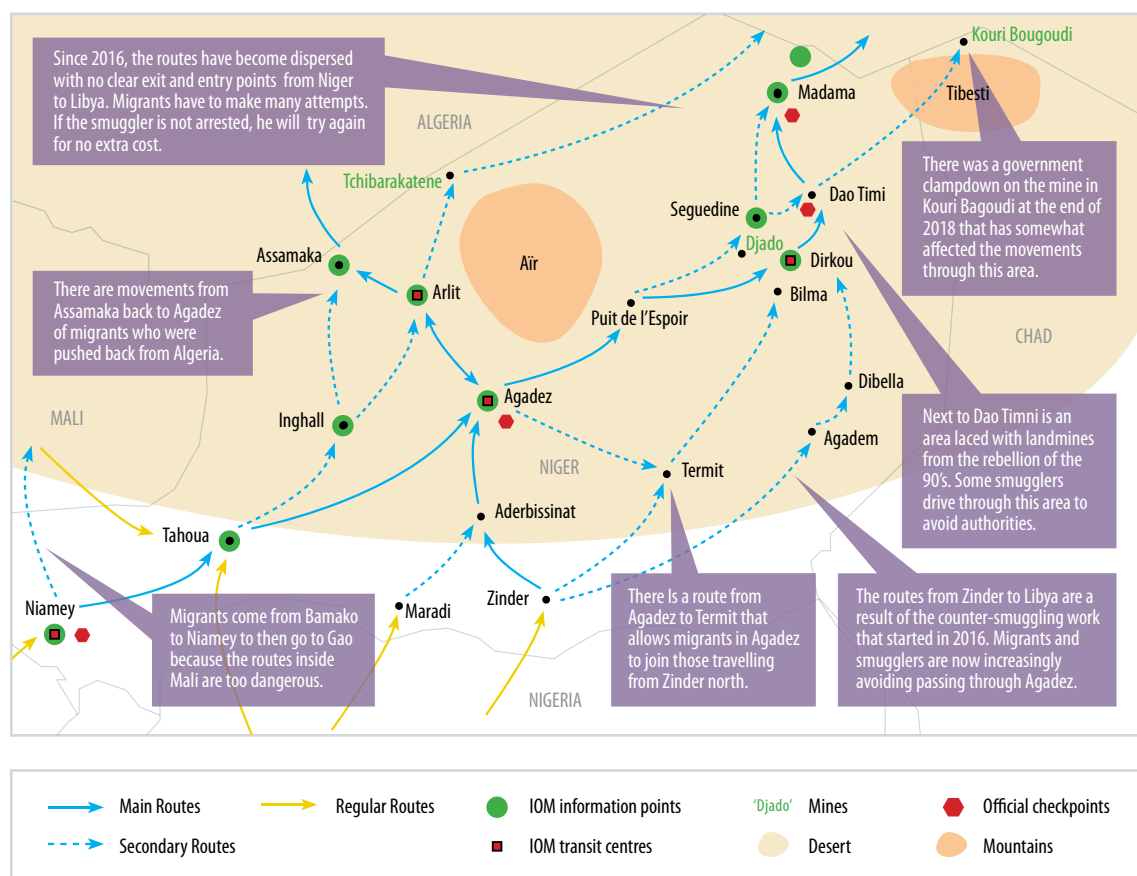 Since 2016, the routes have become dispersed
with no clear exit and entry points from Niger
to Libya. Migrants have to make many attempts.
If the smuggler is not arrested, he will try again
for no extra cost.
Kouri Bougoudi
Madama
Tibesti
ALGERIA
Tchibarakatene
There was a government
clampdown on the mine in
Kouri Bagoudi at the end of
2018 that has somewhat
affected the movements
through this area.
Dao Timi
Seguedine
Djado
Assamaka
Aïr
Dirkou
There are movements from
Assamaka back to Agadez
of migrants who were
pushed back from Algeria.
Arlit
Bilma
Puit de l'Espoir
CHAD
Dibella
Agadez
MALI
Inghall
Agadem
Next to Dao Timni is an
area laced with landmines
from the rebellion of the
90's. Some smugglers
drive through this area to
avoid authorities.
NIGER
Termit
Aderbissinat
Tahoua
Niamey
Migrants come from Bamako
to Niamey to then go to Gao
because the routes inside
Mali are too dangerous.
Maradi
Zinder
There Is a route from
Agadez to Termit that
allows migrants in Agadez
to join those travelling
from Zinder north.
The routes from Zinder to Libya are a
result of the counter-smuggling work
that started in 2016. Migrants and
smugglers are now increasingly
avoiding passing through Agadez.
NIGERIA
Main Routes
Regular Routes
IOM information points
'Djado' Mines
Official checkpoints
Secondary Routes
IOM transit centres
Desert
Mountains